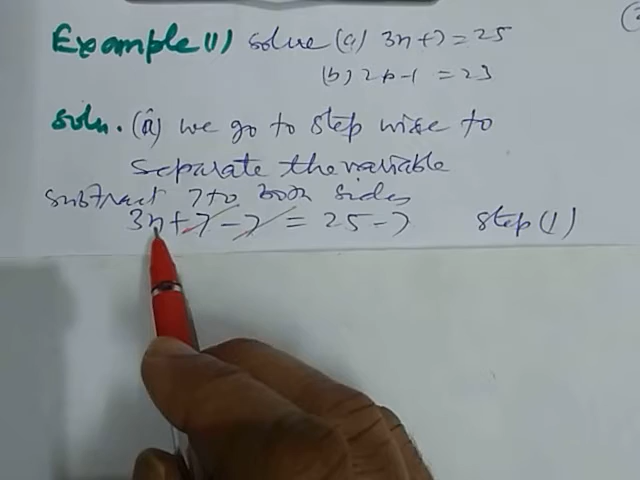 Example (1) solve (a) 3n+7=25
(b) 2p-1=23
Soln. (a) we go to step wise to
separate the variable
subtract 7 to both sides
3n+7-7=25-7 step (1)